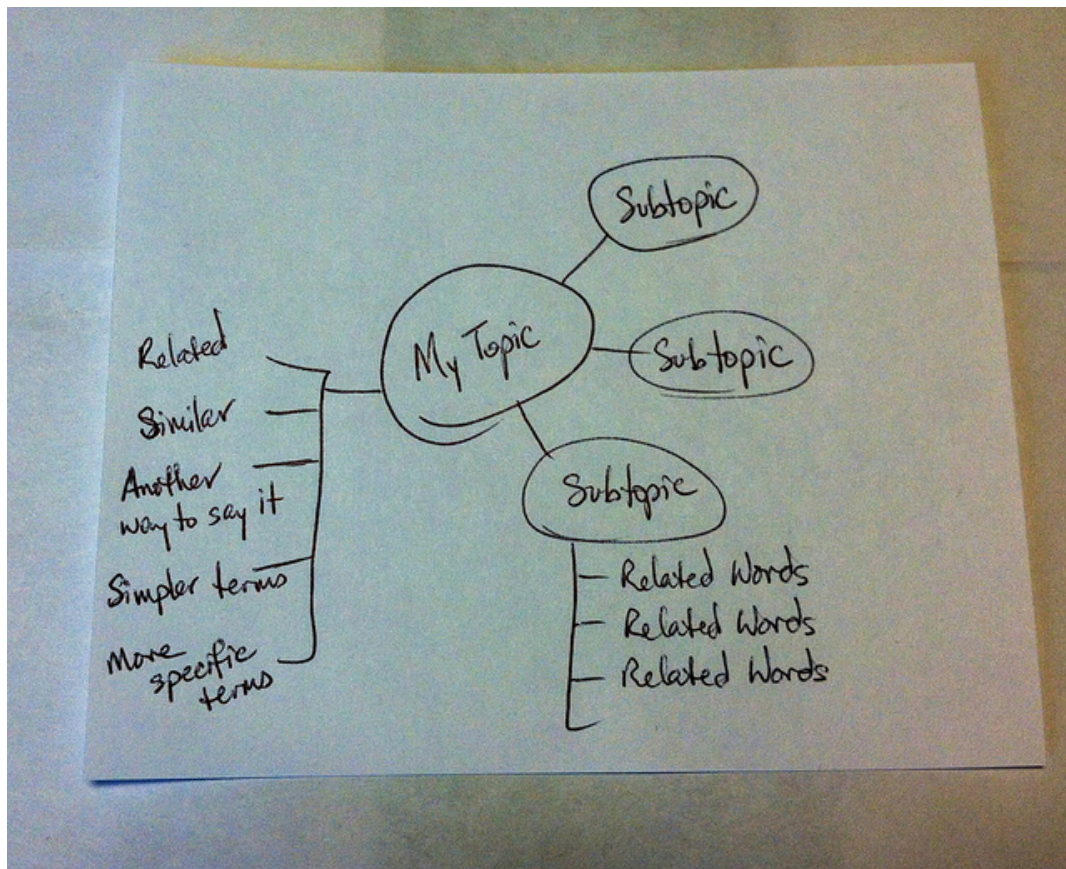 Subtopic
My Topic
Subtopic
Subtopic
Related
Similar
Another
way to say it
Simpler terms
More
specific
terms
Related Words
Related Words
Related Words